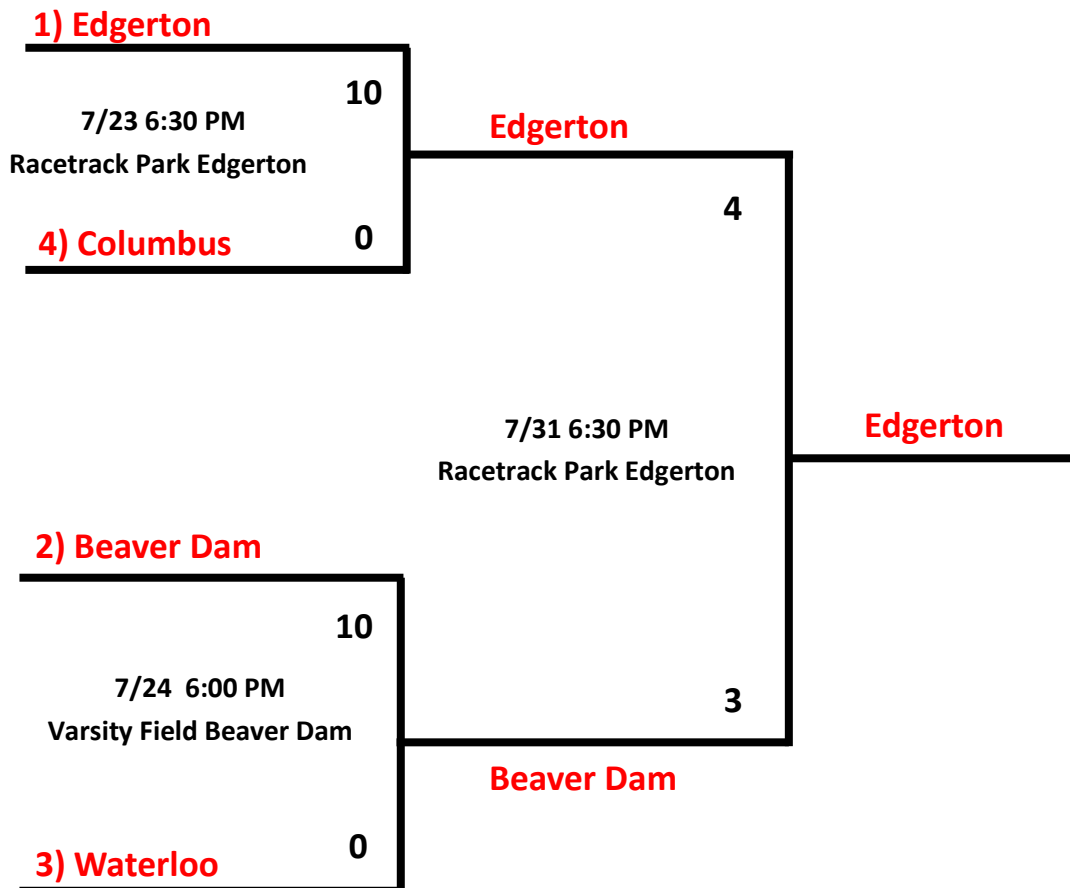 1) Edgerton
10
7/23 6:30 PM
Racetrack Park Edgerton
4) Columbus
0
Edgerton
4
7/31 6:30 PM
Racetrack Park Edgerton
Edgerton
2) Beaver Dam
10
7/24  6:00 PM
Varsity Field Beaver Dam
3
Beaver Dam
0
3) Waterloo